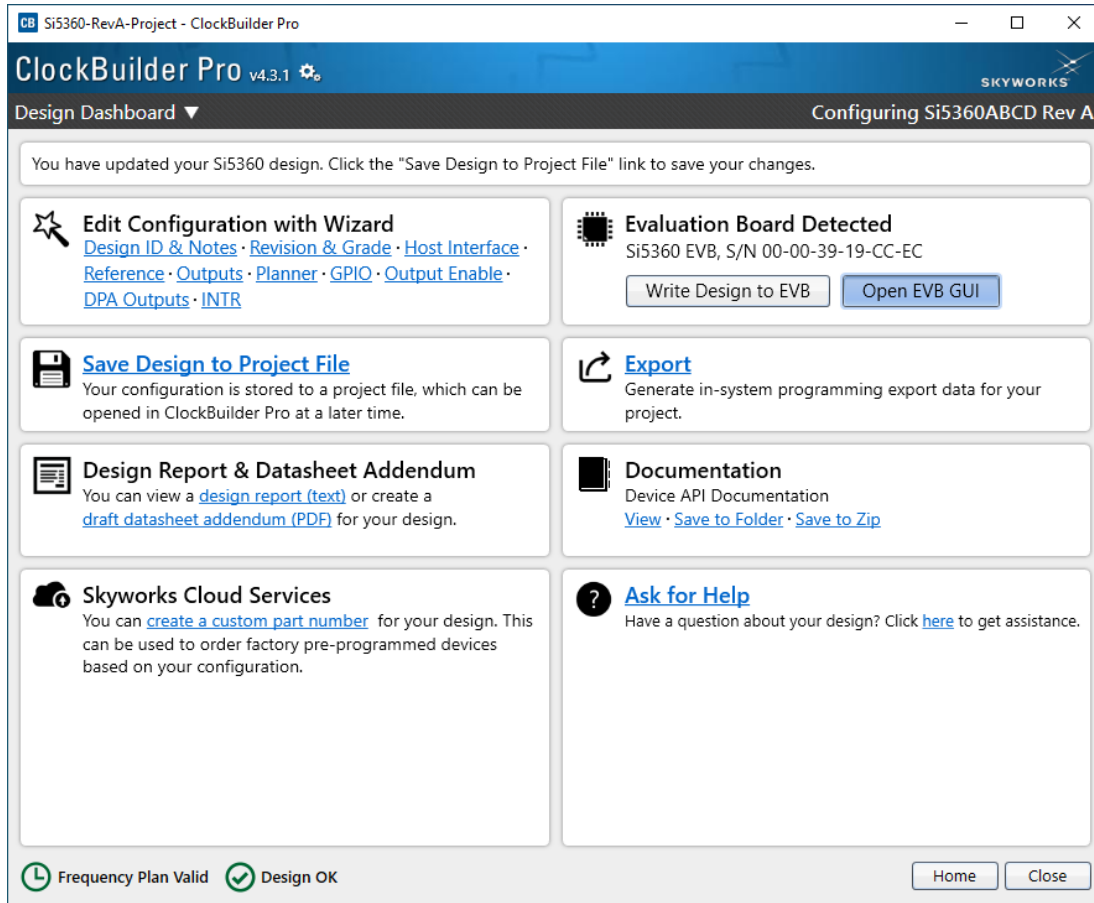 CB Si5360-RevA-Project - ClockBuilder Pro
ClockBuilder Pro v4.3.1
SKYWORKS
Design Dashboard ▼
Configuring Si5360ABCD Rev A
You have updated your Si5360 design. Click the "Save Design to Project File" link to save your changes.
Edit Configuration with Wizard
Design ID & Notes · Revision & Grade · Host Interface ·
Reference · Outputs · Planner · GPIO · Output Enable ·
DPA Outputs · INTR
Evaluation Board Detected
Si5360 EVB, S/N 00-00-39-19-CC-EC
Write Design to EVB
Open EVB GUI
Save Design to Project File
Your configuration is stored to a project file, which can be
opened in ClockBuilder Pro at a later time.
Export
Generate in-system programming export data for your
project.
Design Report & Datasheet Addendum
You can view a design report (text) or create a
draft datasheet addendum (PDF) for your design.
Documentation
Device API Documentation
View · Save to Folder · Save to Zip
Skyworks Cloud Services
You can create a custom part number for your design. This
can be used to order factory pre-programmed devices
based on your configuration.
? Ask for Help
Have a question about your design? Click here to get assistance.
Frequency Plan Valid
Design OK
Home
Close